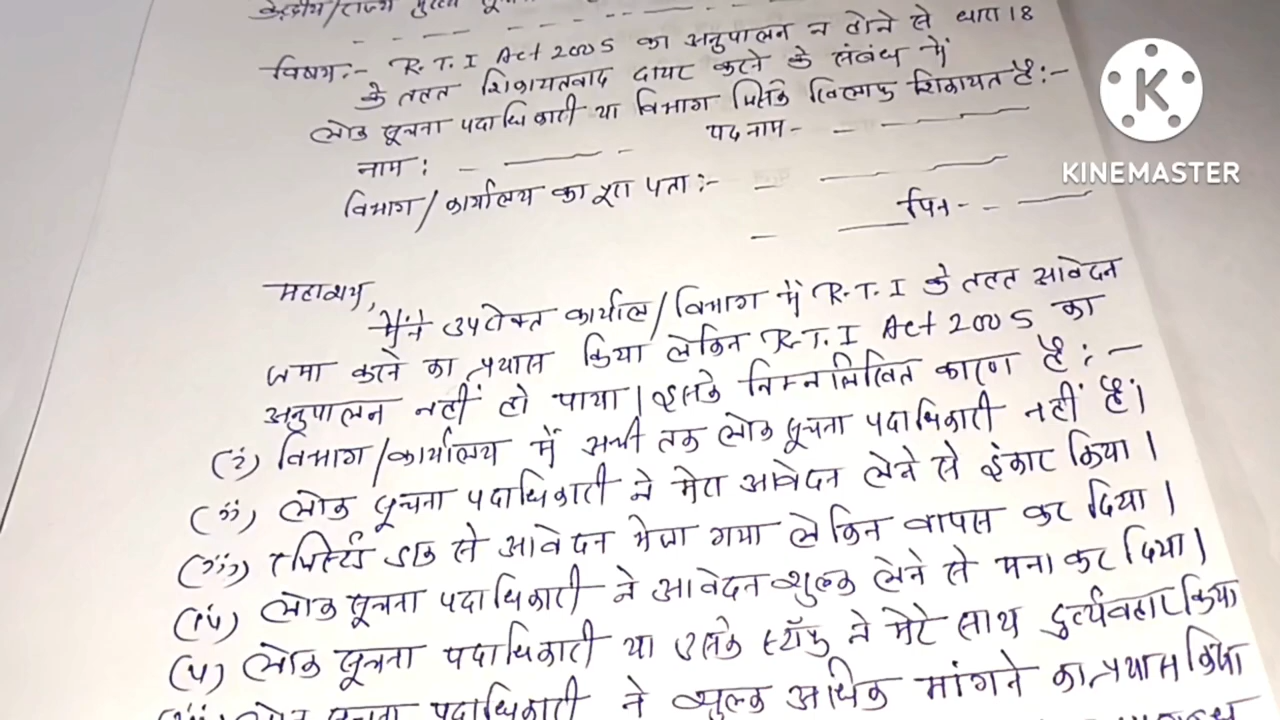 केंद्रीय/राज्य मुख्य सूच
विषय:- R.T.I Act 2005 का अनुपालन न होने से धारा 18
के तहत शिकायतवाद दायर करने के संबंध में
लोक सूचना पदाधिकारी या विभाग जिसके खिलाफ शिकायत है:-
नाम: पदनाम-
विभाग/कार्यालय का पूरा पता:-
पिन-
महाशय,
मैंने उपरोक्त कार्याल/विभाग में R.T.I के तहत आवेदन
जमा करने का प्रयास किया लेकिन R.T.I Act 2005 का
अनुपालन नहीं हो पाया। इसके निम्नलिखित कारण है:-
(i) विभाग/कार्यालय में अभी तक लोक सूचना पदाधिकारी नहीं है।
(ii) लोक सूचना पदाधिकारी ने मेरा आवेदन लेने से इंकार किया।
(iii) रजिर्स्टड डाक से आवेदन भेजा गया लेकिन वापस कर दिया।
(iv) लोक सूचना पदाधिकारी ने आवेदन शुल्क लेने से मना कर दिया।
(v) लोक सूचना पदाधिकारी या उसके स्टॉफ ने मेरे साथ दुर्त्यवहार किया
लोक सूचना पदाधिकारी ने शुल्क अधिक मांगने का प्रयास किया
K
KINEMASTER